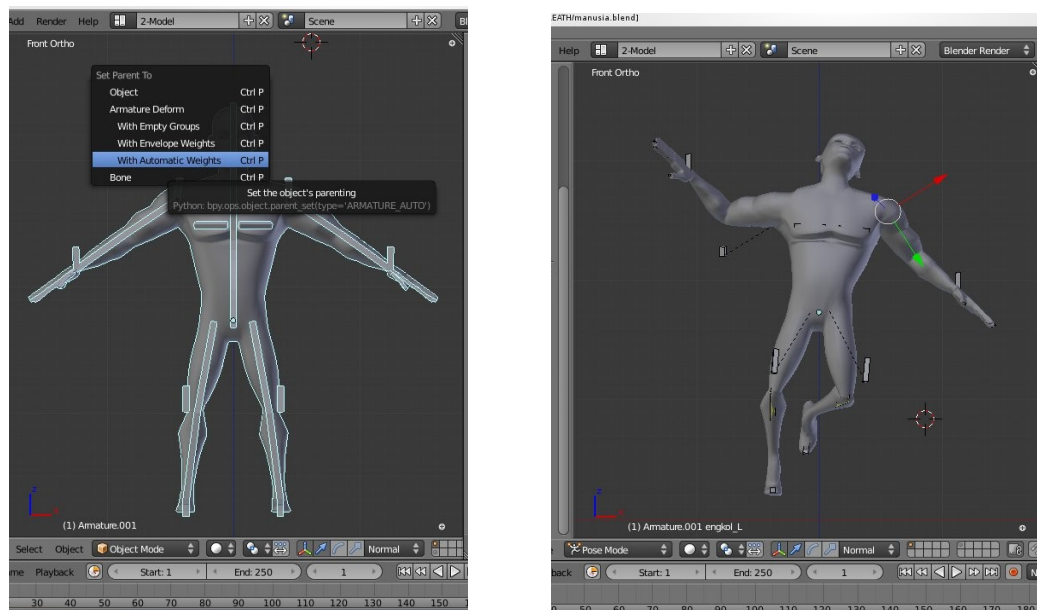 Add Render Help 2-Model Scene
Front Ortho
Set Parent To
Object Ctrl P
Armature Deform
With Empty Groups Ctrl P
With Envelope Weights Ctrl P
With Automatic Weights Ctrl P
Bone Ctrl P
Set the object's parenting
Python: bpy.ops.object.parent_set(type='ARMATURE_AUTO')
z
(1) Armature.001
Select Object Object Mode Normal
Playback Start: 1 End: 250 1
30 40 50 60 70 80 90 100 110 120 130 140 150
EATH/manusia.blend]
Help 2-Model Scene Blender Render
Front Ortho
z
(1) Armature.001 engkol_L
Pose Mode Normal
Start: 1 End: 250 1
50 60 70 80 90 100 110 120 130 140 150 160 170 180